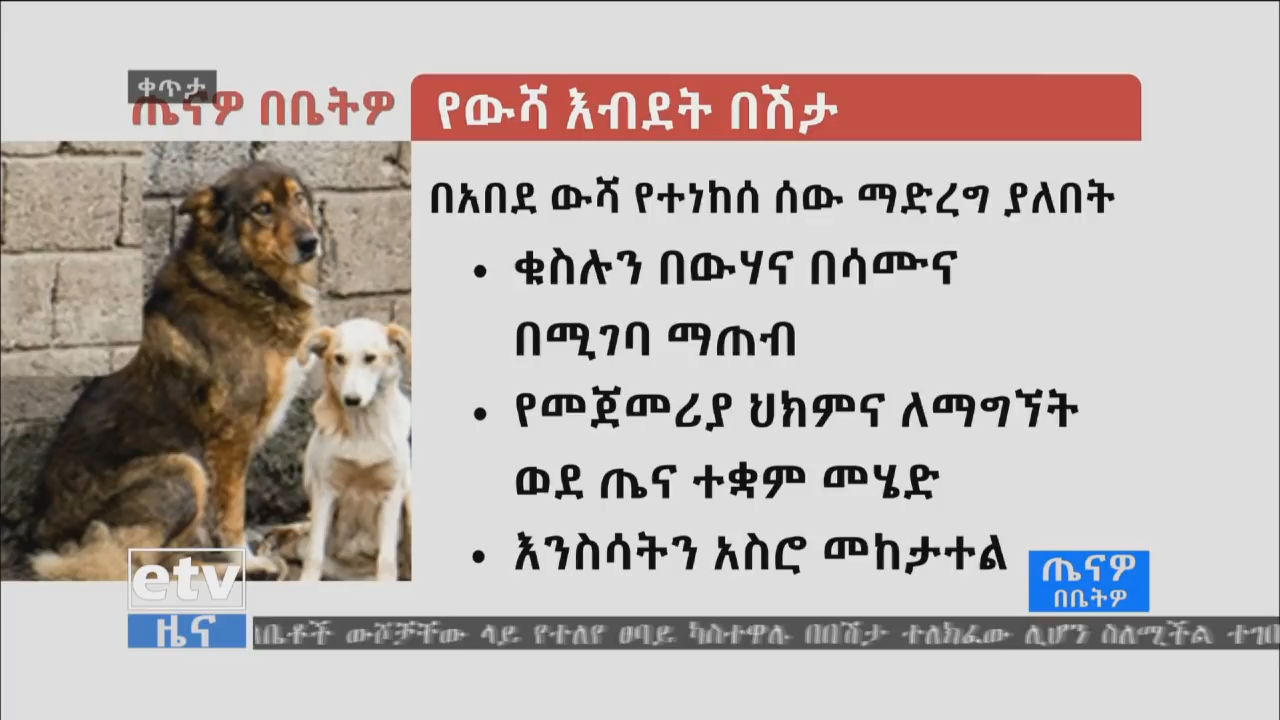 ቀጥታ
ጤናዎ በቤትዎ
የውሻ እብደት በሽታ
በአበደ ውሻ የተነከሰ ሰው ማድረግ ያለበት
• ቁስሉን በውሃና በሳሙና
በሚገባ ማጠብ
• የመጀመሪያ ህክምና ለማግኘት
ወደ ጤና ተቋም መሄድ
• እንስሳትን አስሮ መከታተል
ጤናዎ
በቤትዎ
etv
ዜና
ውሾቻቸው ላይ የተለየ ፀባይ ካስተዋሉ በበሽታ ተለክፈው ሊሆን ስለሚችል